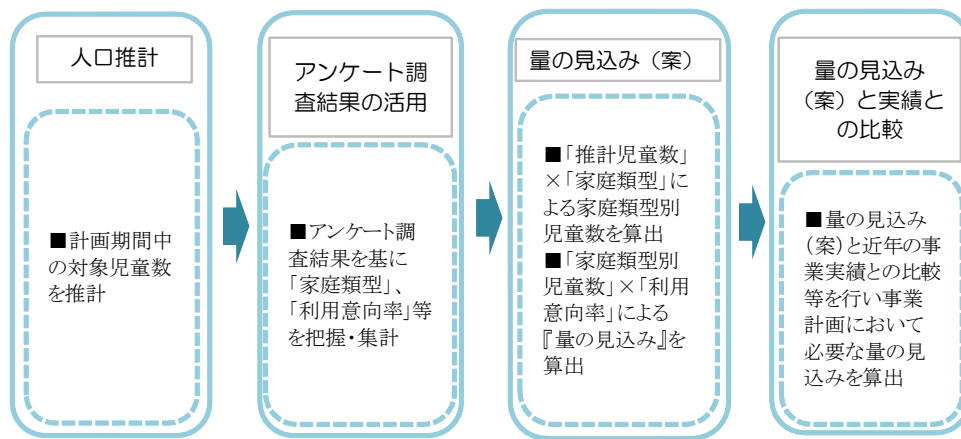 人口推計
■計画期間中
の対象児童数
を推計
アンケート調
査結果の活用
■アンケート調
査結果を基に
「家庭類型」、
「利用意向率」等
を把握・集計
量の見込み（案）
■「推計児童数」
×「家庭類型」に
よる家庭類型別
児童数を算出
■「家庭類型別
児童数」×「利用
意向率」による
『量の見込み』を
算出
量の見込み
（案）と実績と
の比較
■量の見込み
（案）と近年の事
業実績との比較
等を行い事業
計画において
必要な量の見
込みを算出